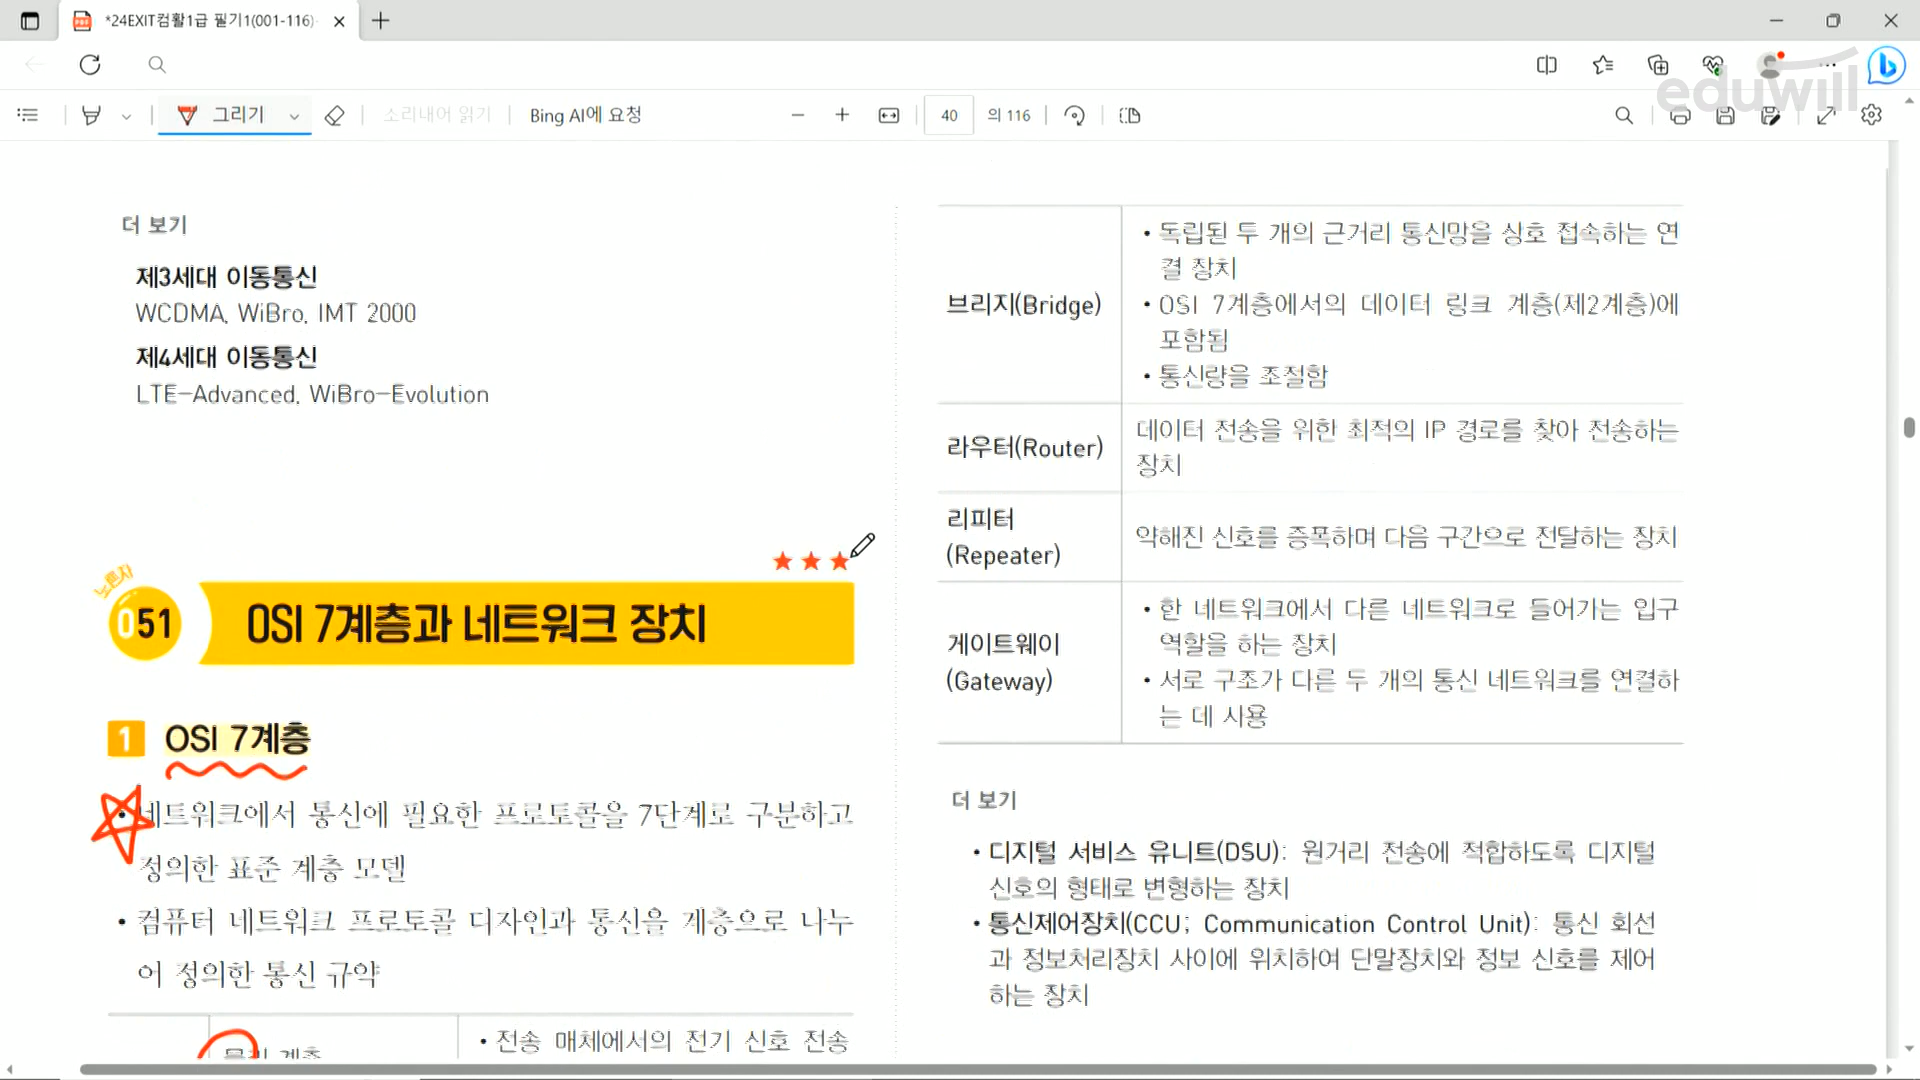 *24EXIT컴활1급 필기1(001-116)
그리기
소리내어 읽기
Bing AI에 요청
40
의 116
eduwill
더 보기
제3세대 이동통신
WCDMA, WiBro, IMT 2000
제4세대 이동통신
LTE-Advanced, WiBro-Evolution
★ ★ ★
노른자
051
OSI 7계층과 네트워크 장치
1 OSI 7계층
• 네트워크에서 통신에 필요한 프로토콜을 7단계로 구분하고
정의한 표준 계층 모델
• 컴퓨터 네트워크 프로토콜 디자인과 통신을 계층으로 나누
어 정의한 통신 규약
물리 계층
• 전송 매체에서의 전기 신호 전송
브리지(Bridge)
• 독립된 두 개의 근거리 통신망을 상호 접속하는 연
결 장치
• OSI 7계층에서의 데이터 링크 계층(제2계층)에
포함됨
• 통신량을 조절함
라우터(Router)
데이터 전송을 위한 최적의 IP 경로를 찾아 전송하는
장치
리피터
(Repeater)
약해진 신호를 증폭하며 다음 구간으로 전달하는 장치
게이트웨이
(Gateway)
• 한 네트워크에서 다른 네트워크로 들어가는 입구
역할을 하는 장치
• 서로 구조가 다른 두 개의 통신 네트워크를 연결하
는 데 사용
더 보기
• 디지털 서비스 유니트(DSU): 원거리 전송에 적합하도록 디지털
신호의 형태로 변형하는 장치
• 통신제어장치(CCU; Communication Control Unit): 통신 회선
과 정보처리장치 사이에 위치하여 단말장치와 정보 신호를 제어
하는 장치